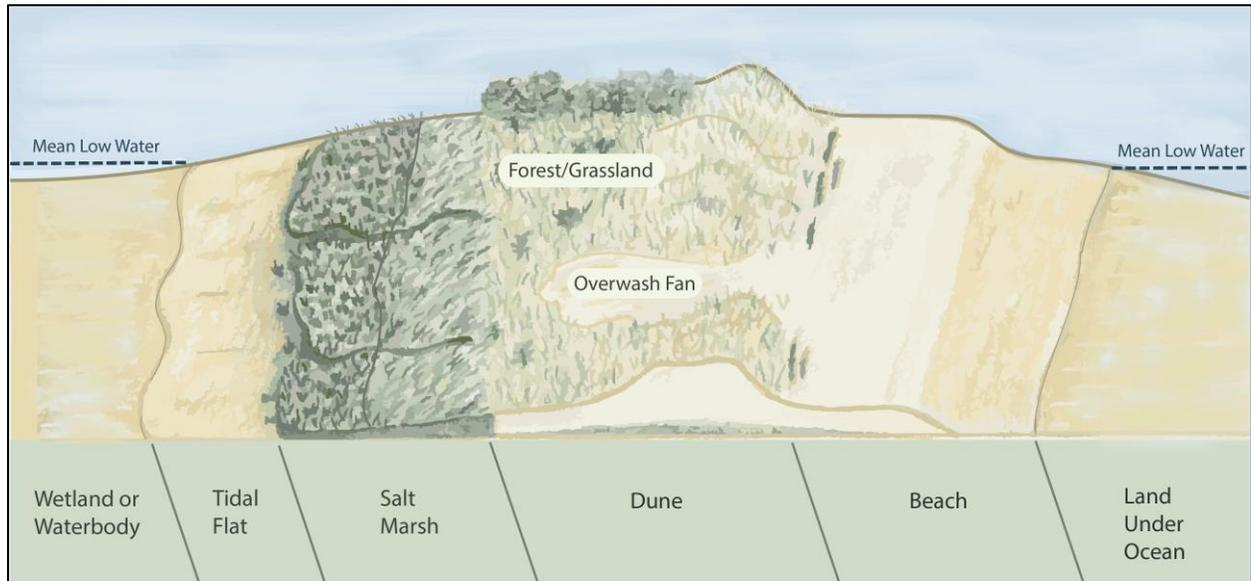 Mean Low Water
Mean Low Water
Forest/Grassland
Overwash Fan
Wetland or
Waterbody
Tidal
Flat
Salt
Marsh
Dune
Beach
Land
Under
Ocean